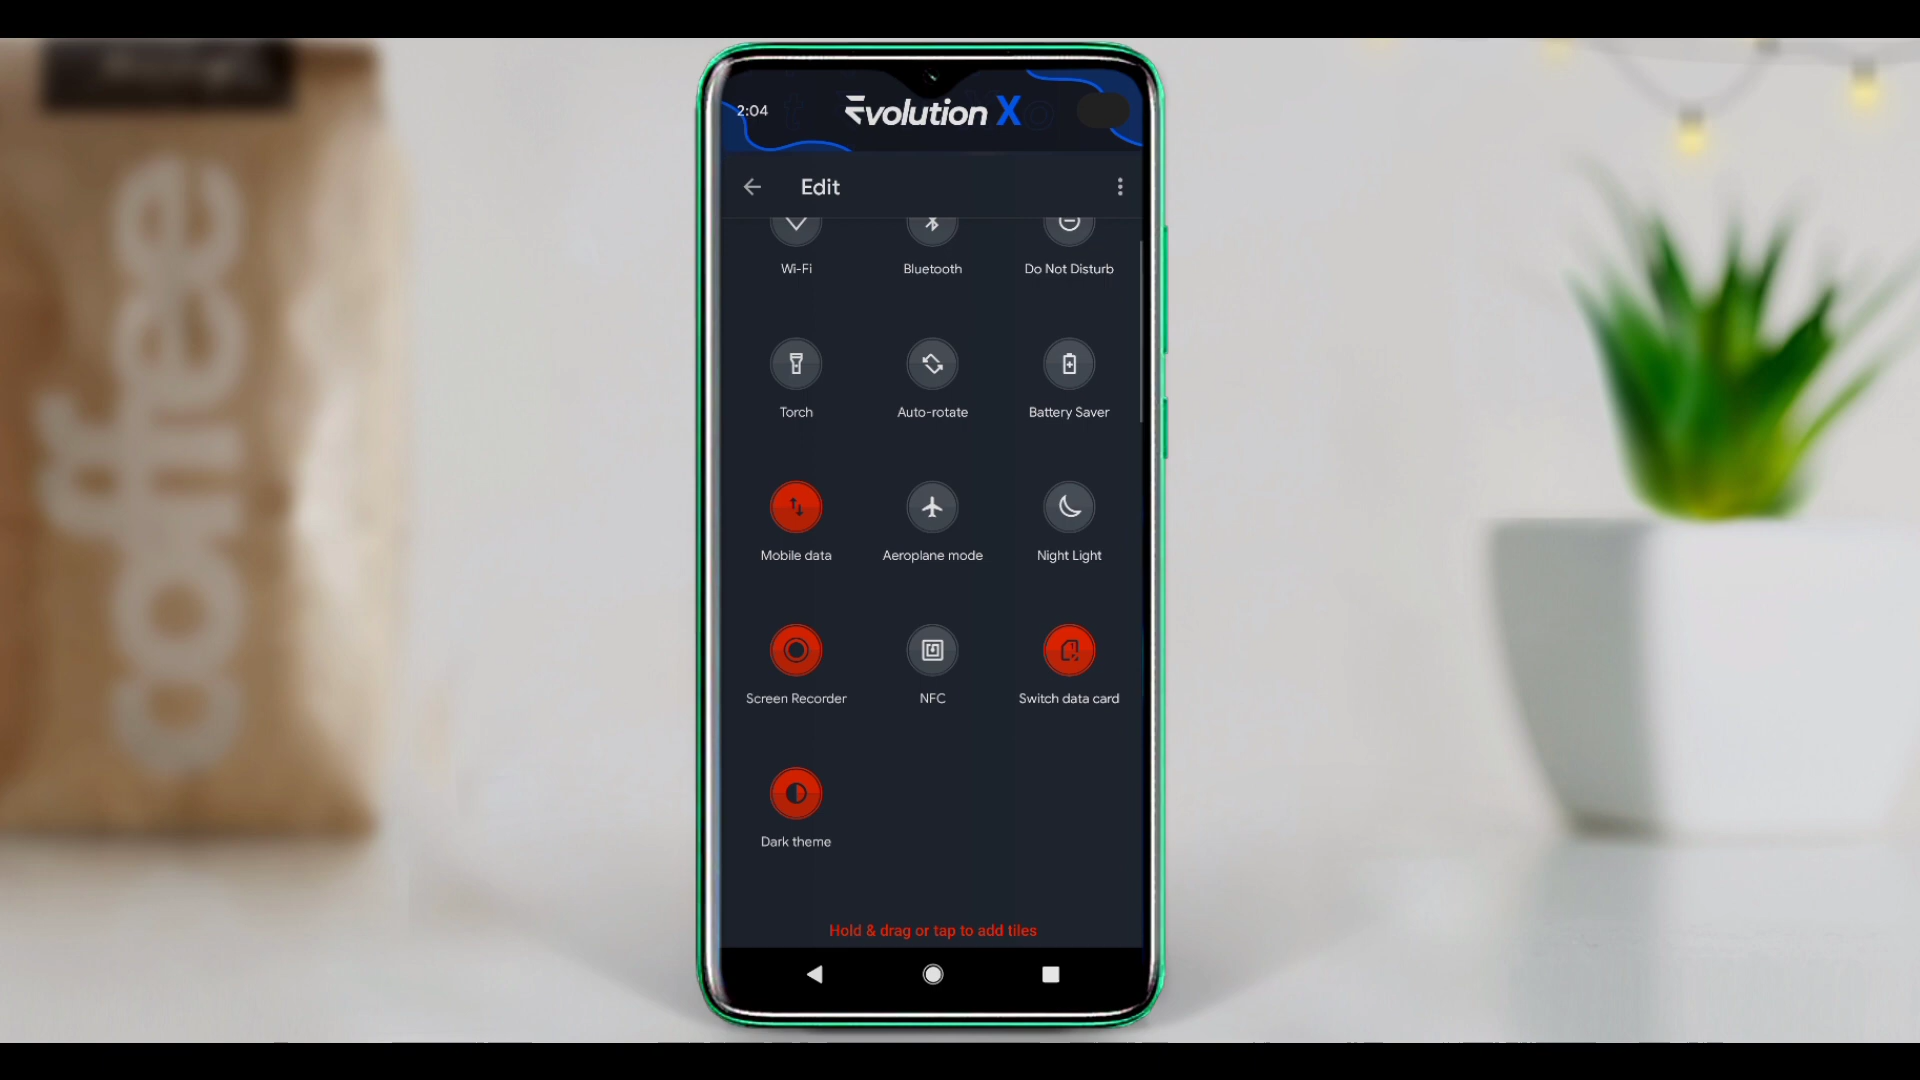 coffee
2:04
Evolution X
Edit
Wi-Fi
Bluetooth
Do Not Disturb
Torch
Auto-rotate
Battery Saver
Mobile data
Aeroplane mode
Night Light
Screen Recorder
NFC
Switch data card
Dark theme
Hold & drag or tap to add tiles